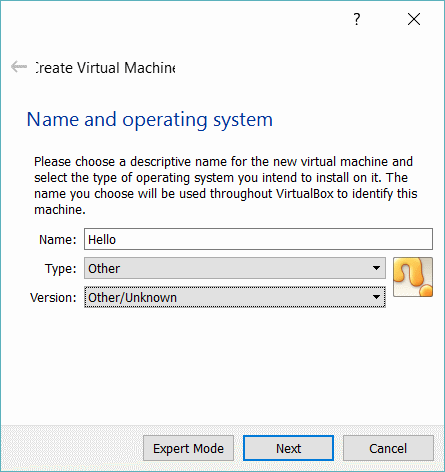 ?
Create Virtual Machine
Name and operating system
Please choose a descriptive name for the new virtual machine and
select the type of operating system you intend to install on it. The
name you choose will be used throughout VirtualBox to identify this
machine.
Name: Hello
Type: Other
Version: Other/Unknown
Expert Mode Next Cancel